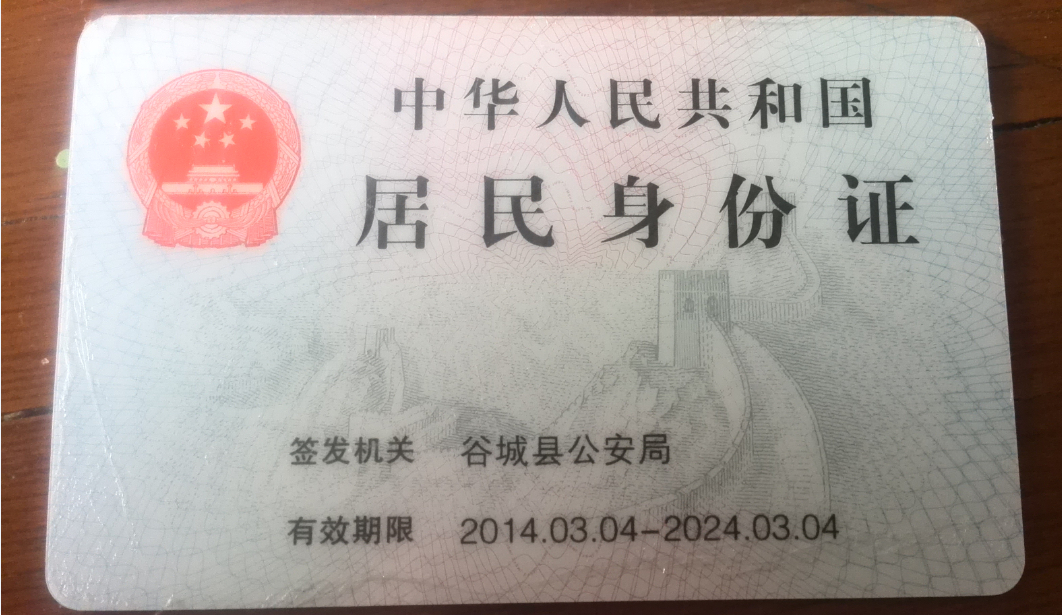 中华人民共和国
居民身份证
签发机关 谷城县公安局
有效期限 2014.03.04-2024.03.04